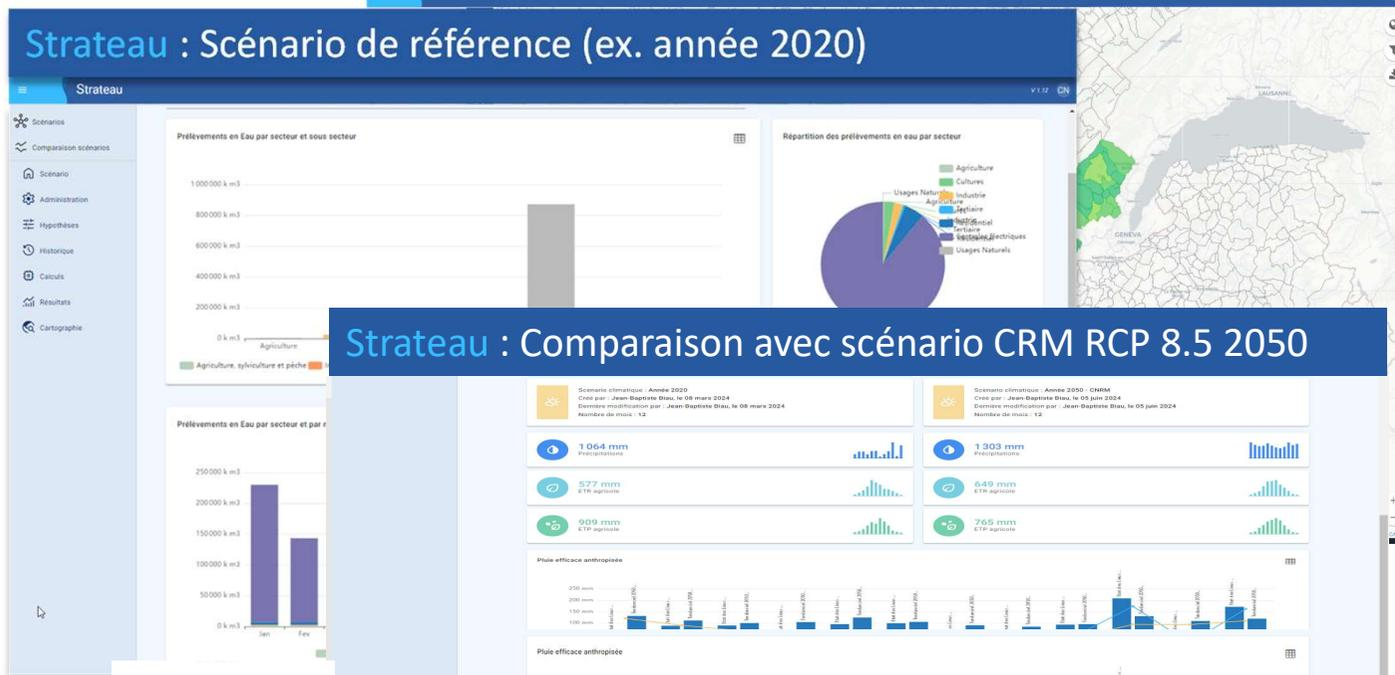 Strateau : Scénario de référence (ex. année 2020)
Strateau
V 1.12 CN
Scénarios
Comparaison scénarios
Scénario
Administration
Hypothèses
Historique
Calculs
Résultats
Cartographie
Prélèvements en Eau par secteur et sous secteur
1 000 000 k m3
800 000 k m3
600 000 k m3
400 000 k m3
200 000 k m3
0 k m3
Agriculture
Agriculture, sylviculture et pêche
Répartition des prélèvements en eau par secteur
Agriculture
Cultures
Industrie
Tertiaire
Usages Naturels
LAUSANNE
GENEVA
Strateau : Comparaison avec scénario CRM RCP 8.5 2050
Prélèvements en Eau par secteur et par
250 000 k m3
200 000 k m3
150 000 k m3
100 000 k m3
50 000 k m3
0 k m3
Jan Fev
Scenario climatique : Année 2020
Créé par : Jean-Baptiste Diau, le 08 mars 2024
Dernière modification par : Jean-Baptiste Diau, le 08 mars 2024
Nombre de mois : 12
1 064 mm
Précipitations
577 mm
ETR agricole
909 mm
ETP agricole
Scenario climatique : Année 2050 - CNRM
Créé par : Jean-Baptiste Diau, le 05 juin 2024
Dernière modification par : Jean-Baptiste Diau, le 05 juin 2024
Nombre de mois : 12
1 303 mm
Précipitations
649 mm
ETR agricole
765 mm
ETP agricole
Pluie efficace anthropisée
250 mm
200 mm
150 mm
100 mm
Pluie efficace anthropisée